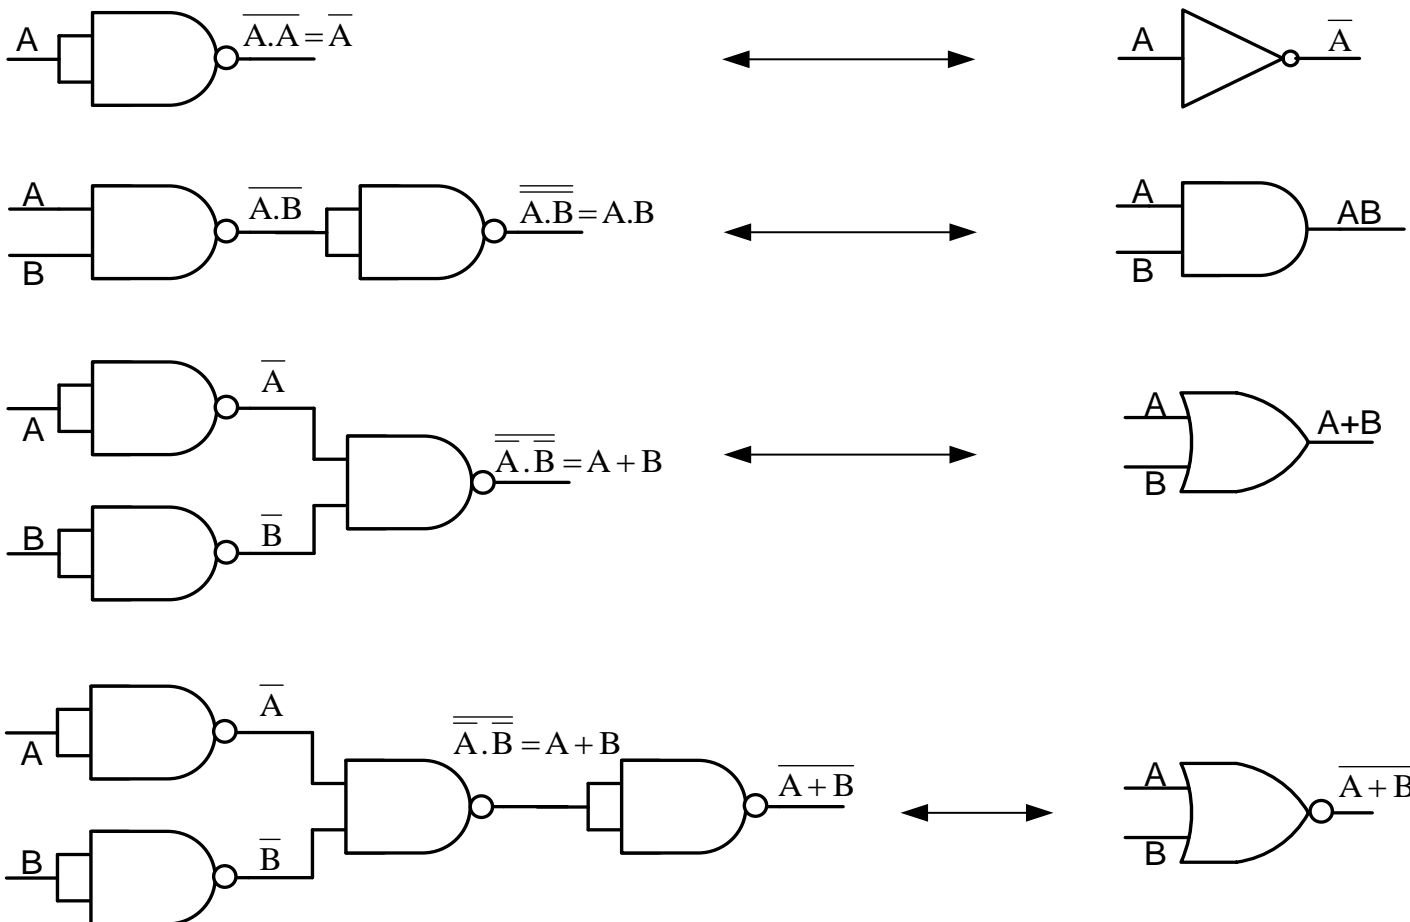 A
A̅.̅A̅ = A̅
A
A̅
A
B
A̅.̅B̅
A̿.̿B̿ = A.B
A
B
AB
A
A̅
B
B̅
A̿.̅B̿ = A + B
A
B
A+B
A
A̅
B
B̅
A̿.̅B̿ = A + B
A̅ ̅+̅ ̅B̅
A
B
A̅ ̅+̅ ̅B̅